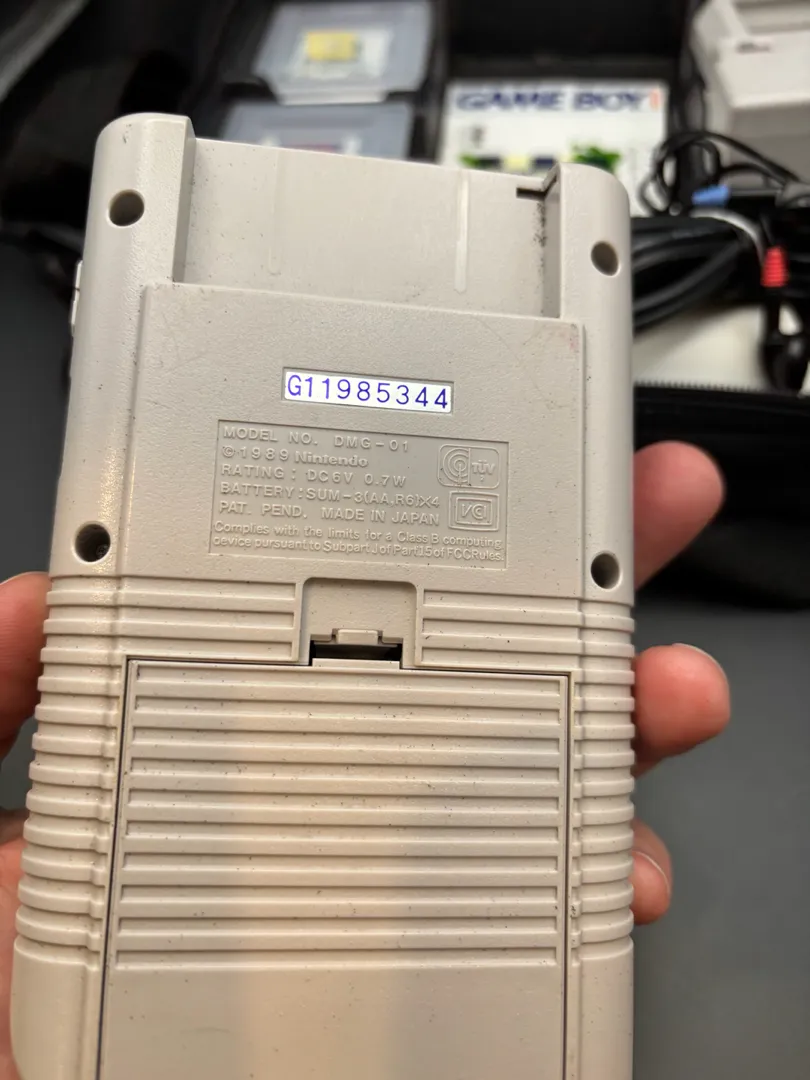 GAME BOY
G11985344
MODEL NO. DMG-01
©1989 Nintendo
RATING: DC6V 0.7W
BATTERY:SUM-3(AA,R6)X4
PAT. PEND. MADE IN JAPAN
TÜV
VCI
Complies with the limits for a Class B computing
device pursuant to Subpart J of Part 15 of FCC Rules.